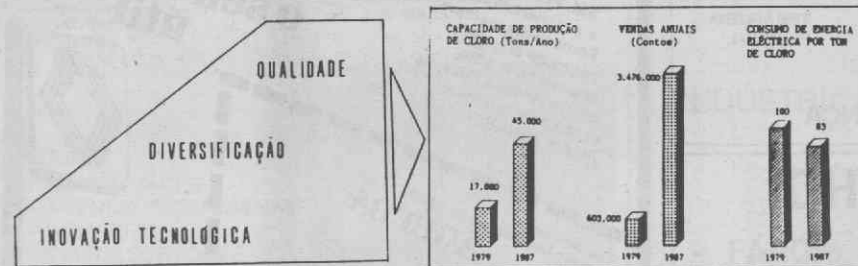 QUALIDADE
DIVERSIFICAÇÃO
INOVAÇÃO TECNOLÓGICA
CAPACIDADE DE PRODUÇÃO
DE CLORO (Tons/Ano)
45.000
17.000
1979 1987
VENDAS ANUAIS
(Contos)
3.476.000
603.000
1979 1987
CONSUMO DE ENERGIA
ELÉCTRICA POR TON
DE CLORO
100
83
1979 1987